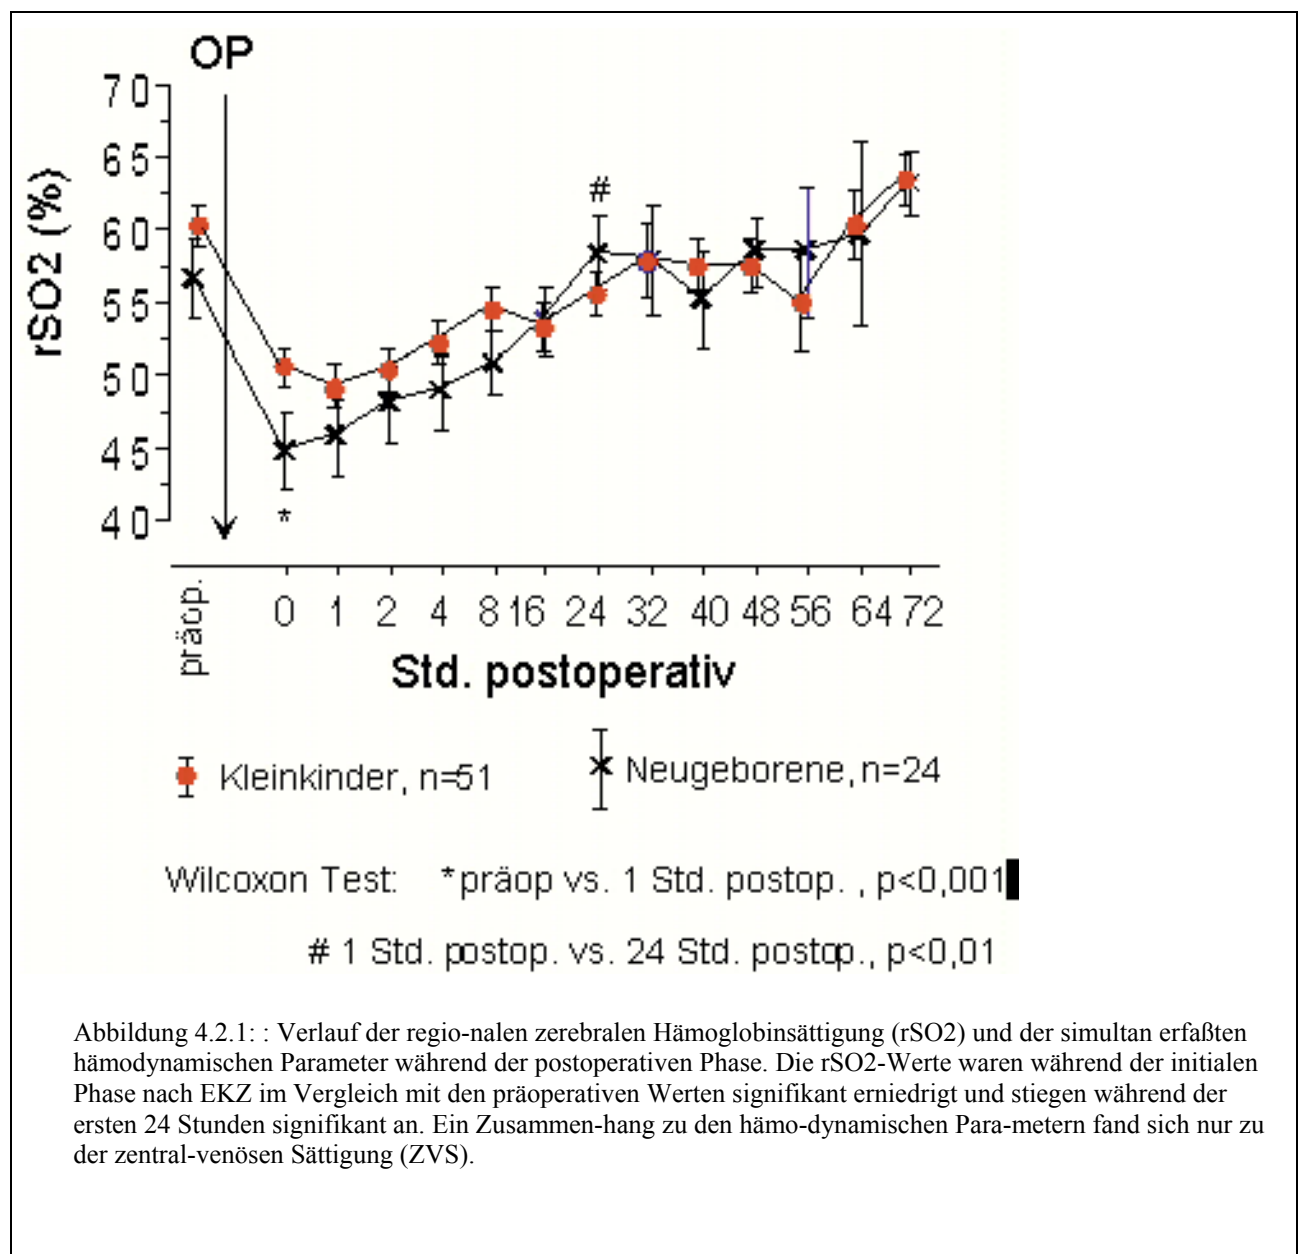 OP
70
65
60
55
50
45
40
rSO2 (%)
#
*
präop.
0 1 2 4 8 16 24 32 40 48 56 64 72
Std. postoperativ
Kleinkinder, n=51
Neugeborene, n=24
Wilcoxon Test: *präop vs. 1 Std. postop. , p<0,001
# 1 Std. postop. vs. 24 Std. postop., p<0,01
Abbildung 4.2.1: : Verlauf der regio-nalen zerebralen Hämoglobinsättigung (rSO2) und der simultan erfaßten
hämodynamischen Parameter während der postoperativen Phase. Die rSO2-Werte waren während der initialen
Phase nach EKZ im Vergleich mit den präoperativen Werten signifikant erniedrigt und stiegen während der
ersten 24 Stunden signifikant an. Ein Zusammen-hang zu den hämo-dynamischen Para-metern fand sich nur zu
der zentral-venösen Sättigung (ZVS).